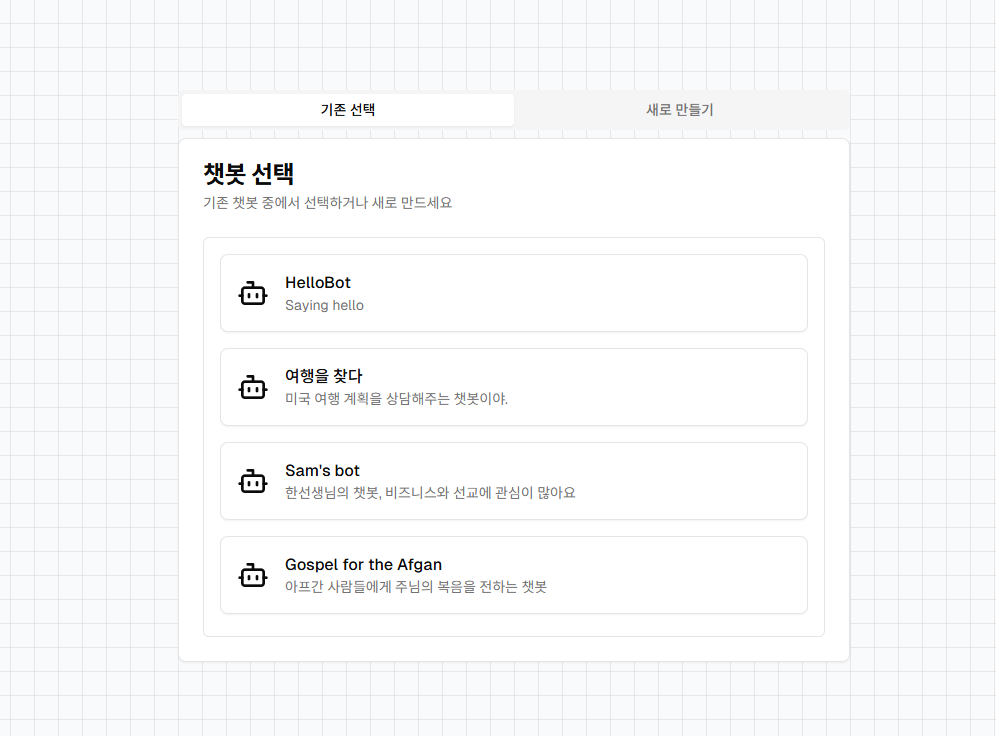 기존 선택
새로 만들기
챗봇 선택
기존 챗봇 중에서 선택하거나 새로 만드세요
HelloBot
Saying hello
여행을 찾다
미국 여행 계획을 상담해주는 챗봇이야.
Sam's bot
한선생님의 챗봇, 비즈니스와 선교에 관심이 많아요
Gospel for the Afgan
아프간 사람들에게 주님의 복음을 전하는 챗봇